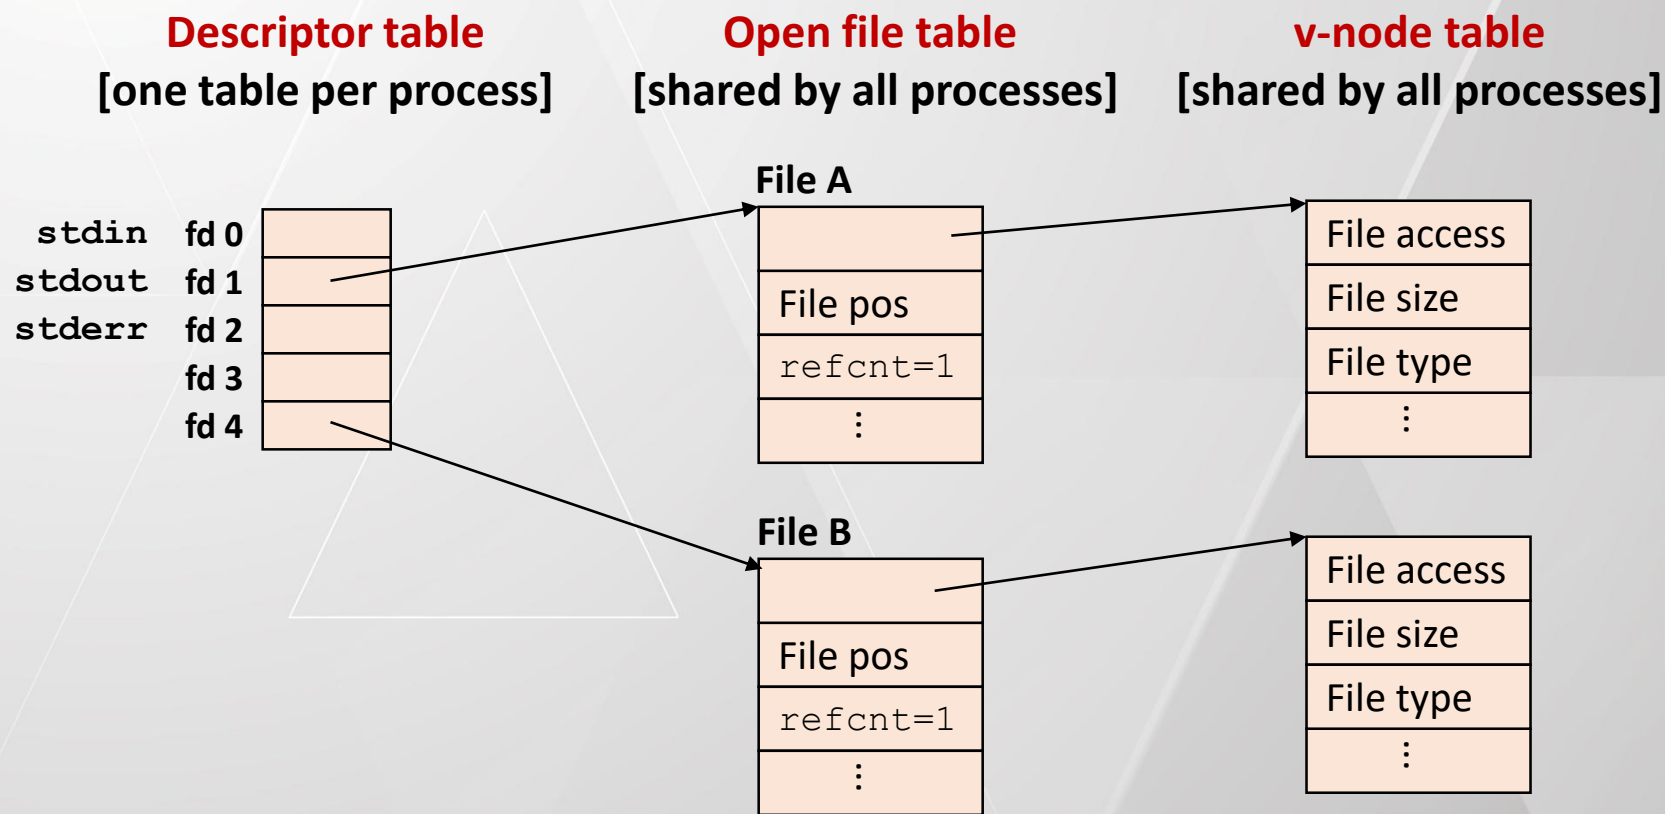 Descriptor table
[one table per process]
Open file table
[shared by all processes]
v-node table
[shared by all processes]
stdin fd 0
stdout fd 1
stderr fd 2
fd 3
fd 4
File A
File pos
refcnt=1
⋮
File access
File size
File type
⋮
File B
File pos
refcnt=1
⋮
File access
File size
File type
⋮